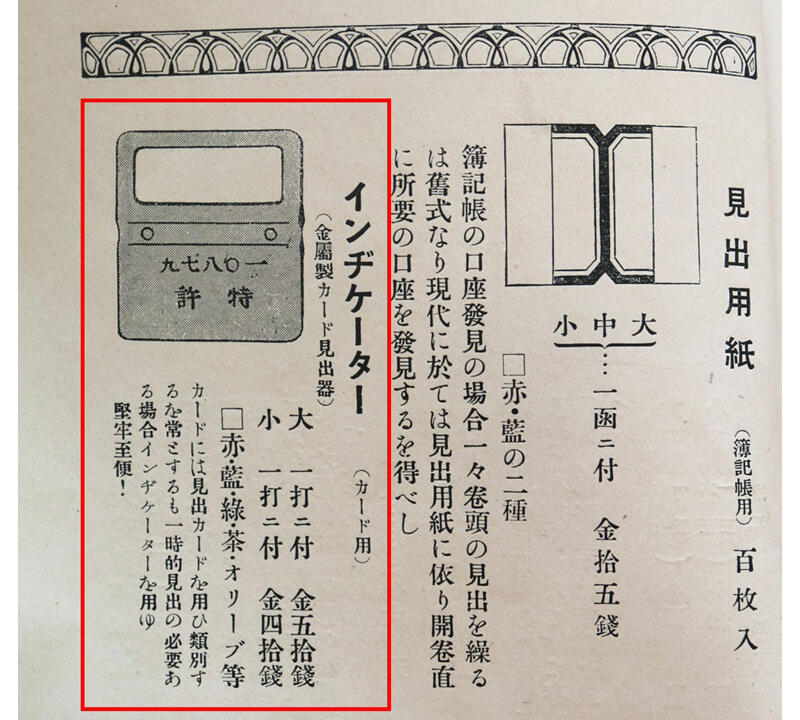 見出用紙
（簿記帳用）百枚入
大
中
小
…一函ニ付　金拾五錢
□赤・藍の二種
簿記帳の口座發見の場合一々卷頭の見出を繰る
は舊式なり現代に於ては見出用紙に依り開卷直
に所要の口座を發見するを得べし
インヂケーター
（カード用）
（金屬製カード見出器）
大　一打ニ付　金五拾錢
小　一打ニ付　金四拾錢
□赤・藍・綠・茶・オリーブ等
カードには見出カードを用ひ類別す
るを常とするも一時的見出の必要あ
る場合インヂケーターを用ゆ
堅牢至便！
九七八〇一
許特